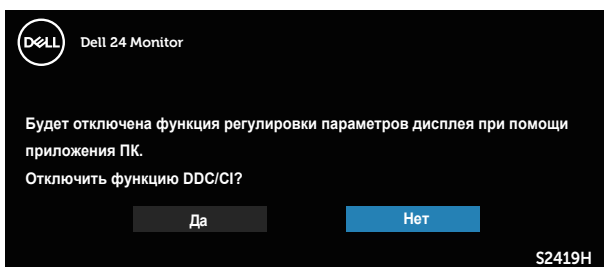 DELL Dell 24 Monitor
Будет отключена функция регулировки параметров дисплея при помощи
приложения ПК.
Отключить функцию DDC/CI?
Да Нет
S2419H